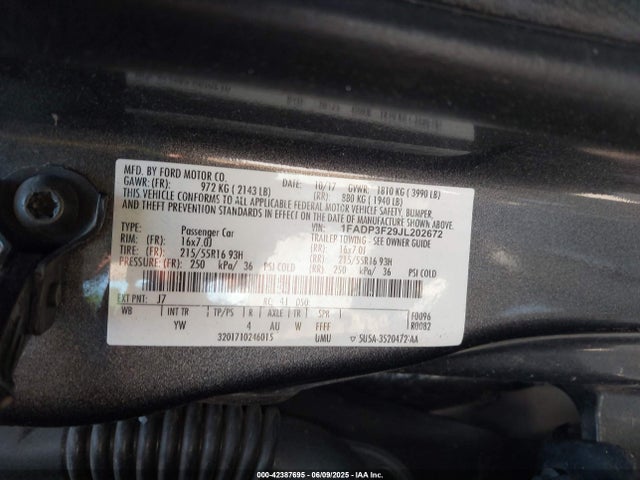 MFD. BY FORD MOTOR CO.
DATE: 10/17 GVWR: 1810 KG ( 3990 LB)
GAWR: (FR): 972 KG ( 2143 LB) (RR): 880 KG ( 1940 LB)
THIS VEHICLE CONFORMS TO ALL APPLICABLE FEDERAL MOTOR VEHICLE SAFETY, BUMPER,
AND THEFT PREVENTION STANDARDS IN EFFECT ON THE DATE OF MANUFACTURE SHOWN ABOVE.
VIN: 1FADP3F29JL202672
TYPE: Passenger Car TRAILER TOWING - SEE OWNER GUIDE
RIM: (FR): 16x7.0J (RR): 16x7.0J
TIRE: (FR): 215/55R16 93H (RR): 215/55R16 93H
PRESSURE: (FR): 250 kPa/ 36 PSI COLD (RR): 250 kPa/ 36 PSI COLD
EXT PNT: J7 RC: 41 DSO:
WB INT TR TP/PS R AXLE TR SPR F0096
YW 4 AU W FFFF R0082
3201710246015 UMU 5U5A-3520472-AA
000-42387695 - 06/09/2025 - IAA Inc.